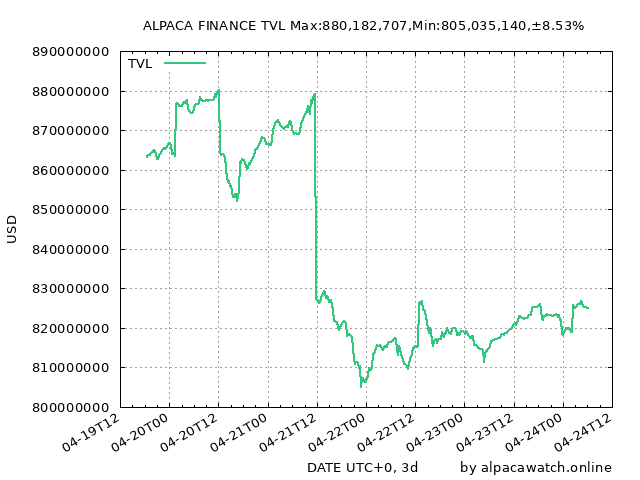 ALPACA FINANCE TVL Max:880,182,707,Min:805,035,140,±8.53%
TVL
890000000
880000000
870000000
860000000
850000000
840000000
830000000
820000000
810000000
800000000
USD
04-19T12
04-20T00
04-20T12
04-21T00
04-21T12
04-22T00
04-22T12
04-23T00
04-23T12
04-24T00
04-24T12
DATE UTC+0, 3d
by alpacawatch.online